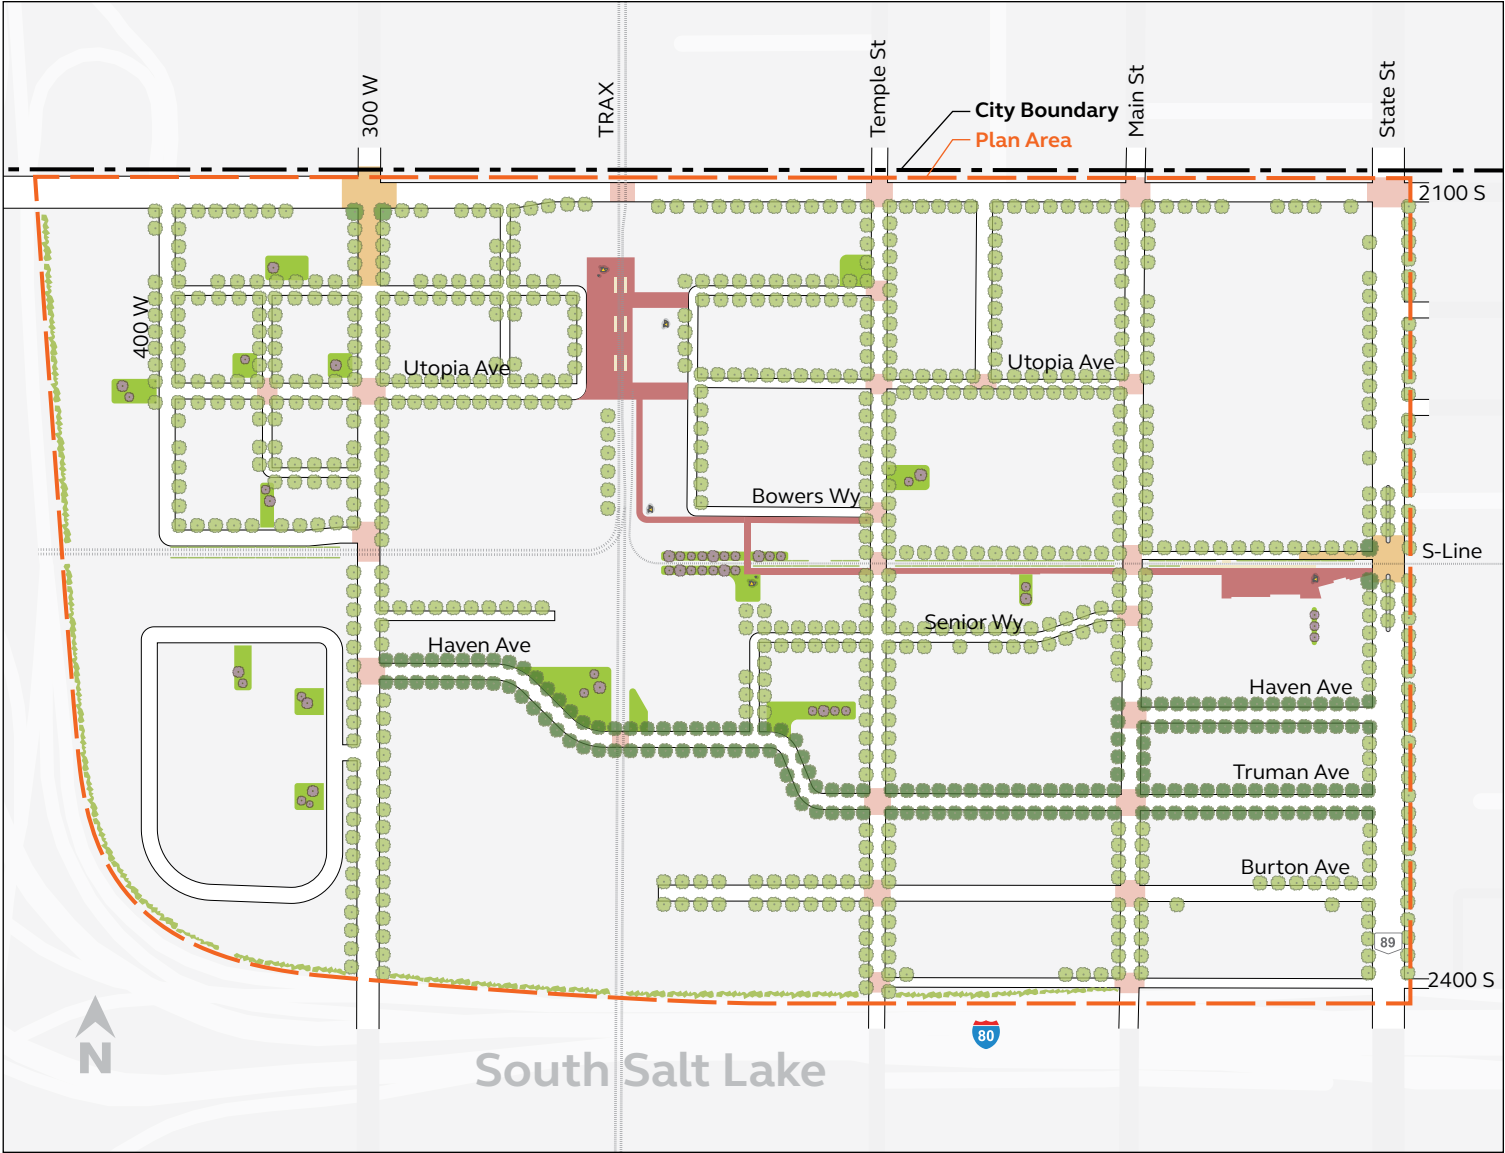 300 W
TRAX
Temple St
Main St
State St
City Boundary
Plan Area
2100 S
400 W
Utopia Ave
Utopia Ave
Bowers Wy
S-Line
Senior Wy
Haven Ave
Haven Ave
Truman Ave
Burton Ave
89
2400 S
80
N
South Salt Lake